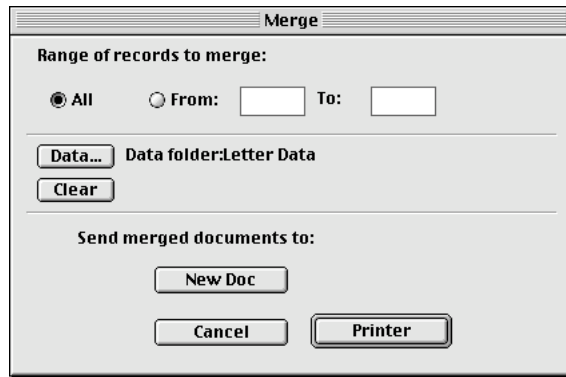 Merge
Range of records to merge:
All From: To:
Data... Data folder:Letter Data
Clear
Send merged documents to:
New Doc
Cancel Printer